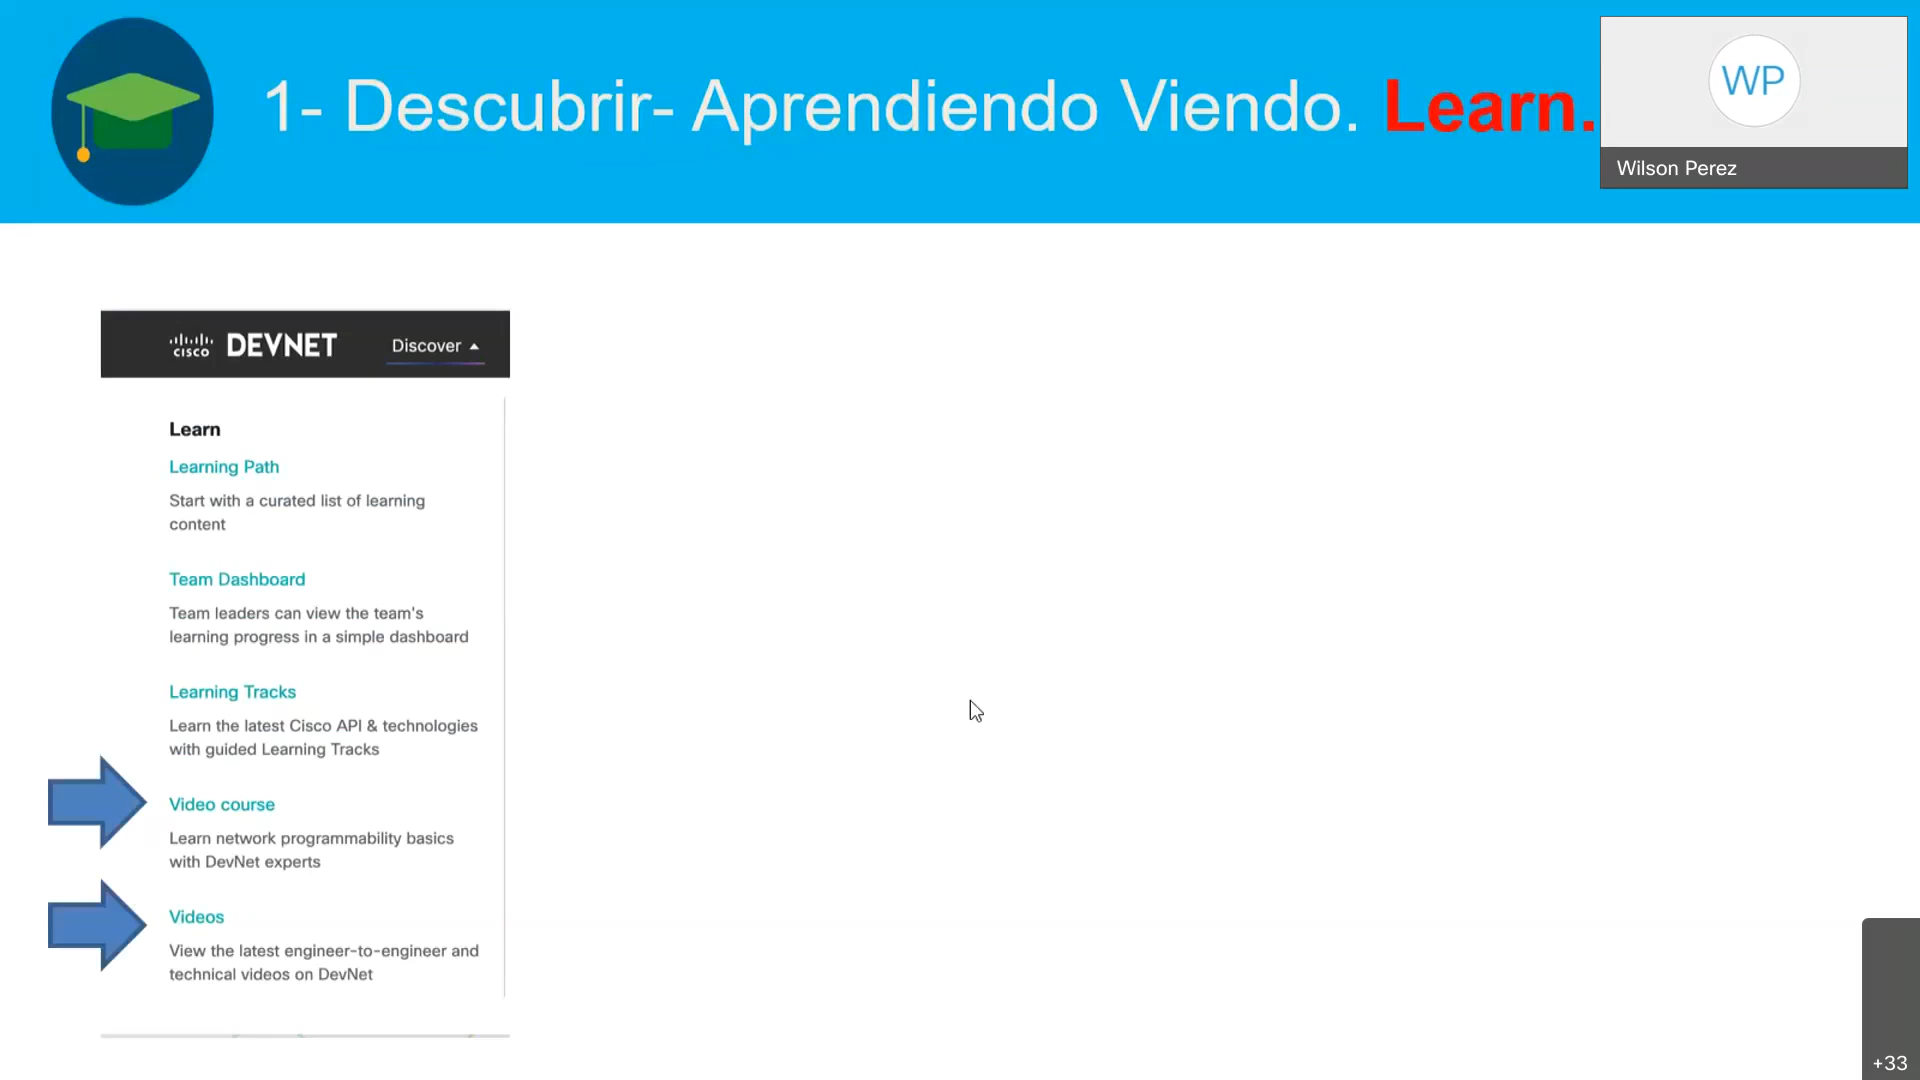 1- Descubrir- Aprendiendo Viendo. Learn.
WP
Wilson Perez
cisco DEVNET Discover
Learn
Learning Path
Start with a curated list of learning
content
Team Dashboard
Team leaders can view the team's
learning progress in a simple dashboard
Learning Tracks
Learn the latest Cisco API & technologies
with guided Learning Tracks
Video course
Learn network programmability basics
with DevNet experts
Videos
View the latest engineer-to-engineer and
technical videos on DevNet
+33